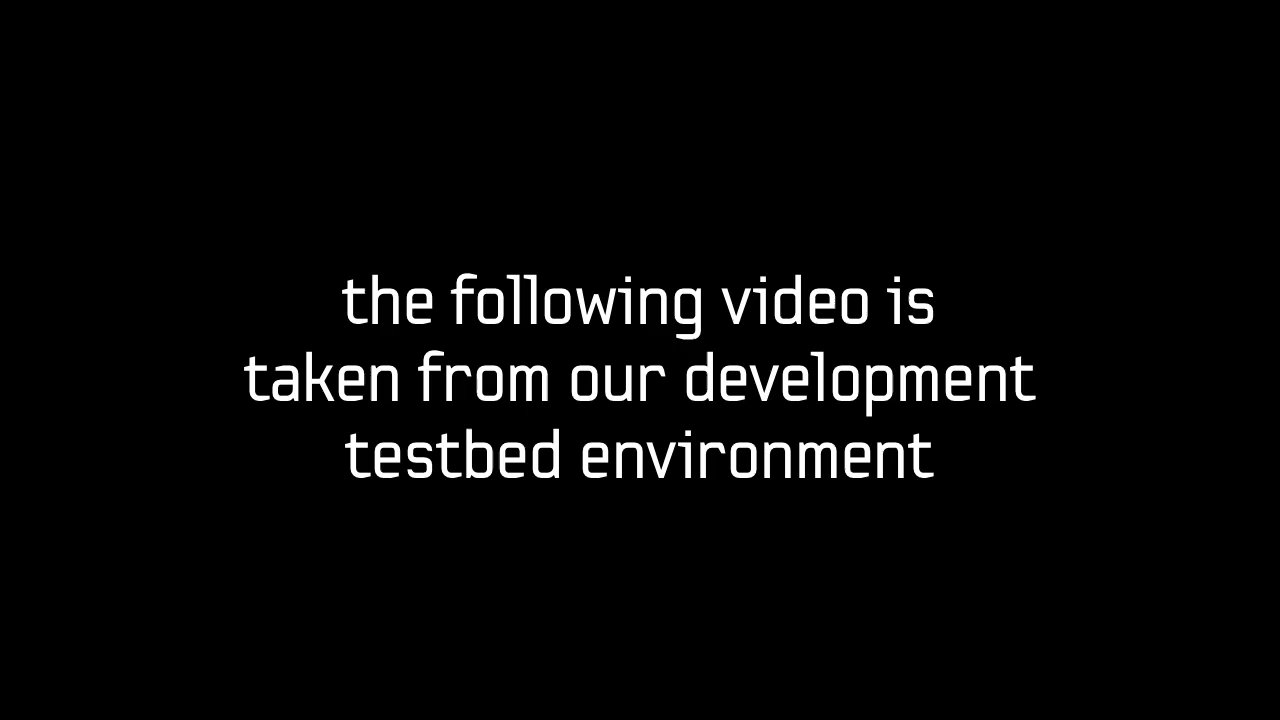 the following video is
taken from our development
testbed environment